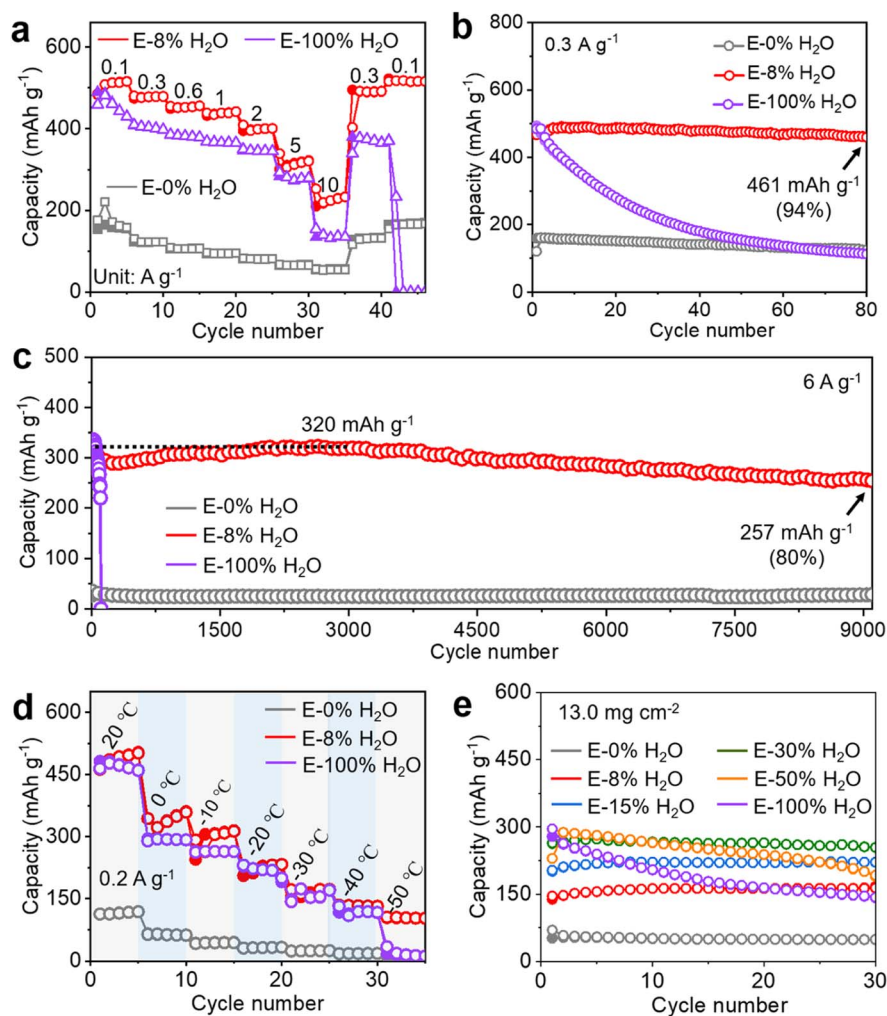 a
E-8% H₂O
E-100% H₂O
0.1
0.3
0.6
1
2
5
10
0.3
0.1
E-0% H₂O
Unit: A g⁻¹
600
400
200
0
0
10
20
30
40
Capacity (mAh g⁻¹)
Cycle number
b
0.3 A g⁻¹
E-0% H₂O
E-8% H₂O
E-100% H₂O
461 mAh g⁻¹
(94%)
800
600
400
200
0
0
20
40
60
80
Capacity (mAh g⁻¹)
Cycle number
c
6 A g⁻¹
320 mAh g⁻¹
E-0% H₂O
E-8% H₂O
E-100% H₂O
257 mAh g⁻¹
(80%)
500
400
300
200
100
0
0
1500
3000
4500
6000
7500
9000
Capacity (mAh g⁻¹)
Cycle number
d
E-0% H₂O
E-8% H₂O
E-100% H₂O
20 °C
0 °C
-10 °C
-20 °C
-30 °C
-40 °C
-50 °C
0.2 A g⁻¹
600
450
300
150
0
0
10
20
30
Capacity (mAh g⁻¹)
Cycle number
e
13.0 mg cm⁻²
E-0% H₂O
E-30% H₂O
E-8% H₂O
E-50% H₂O
E-15% H₂O
E-100% H₂O
600
450
300
150
0
0
10
20
30
Capacity (mAh g⁻¹)
Cycle number